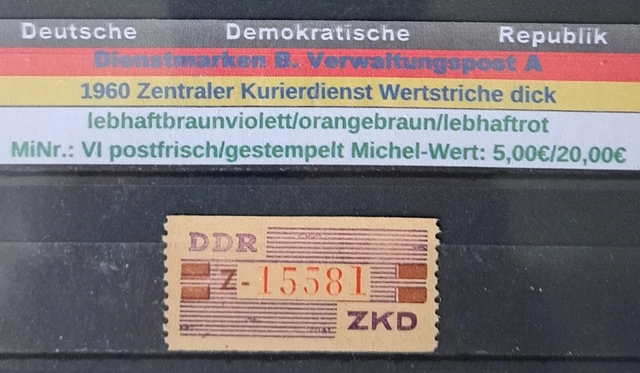 Deutsche Demokratische Republik
Dienstmarken B. Verwaltungspost A
1960 Zentraler Kurierdienst Wertstriche dick
lebhaftbraunviolett/orangebraun/lebhaftrot
MiNr.: VI postfrisch/gestempelt Michel-Wert: 5,00€/20,00€
DDR
Z-15581
ZKD